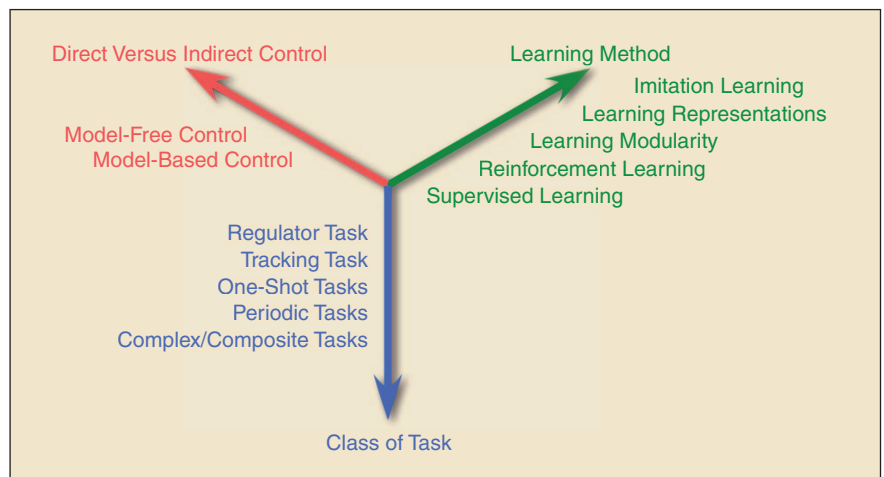 Direct Versus Indirect Control
Model-Free Control
Model-Based Control
Learning Method
Imitation Learning
Learning Representations
Learning Modularity
Reinforcement Learning
Supervised Learning
Regulator Task
Tracking Task
One-Shot Tasks
Periodic Tasks
Complex/Composite Tasks
Class of Task